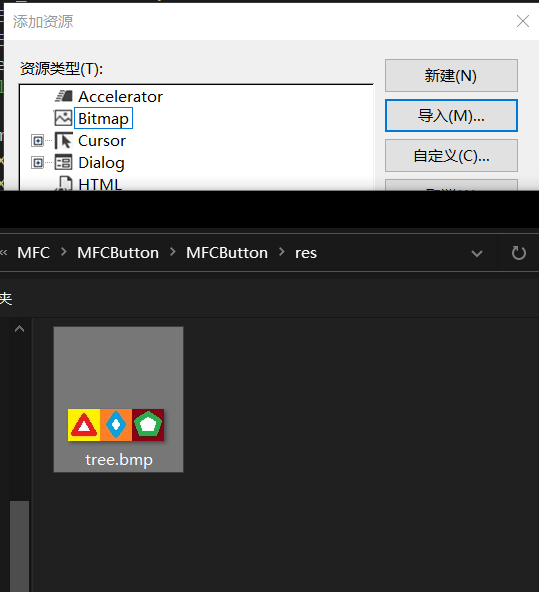 添加资源
资源类型(T):
Accelerator
Bitmap
Cursor
Dialog
HTML
新建(N)
导入(M)...
自定义(C)...
« MFC > MFCButton > MFCButton > res
夹
tree.bmp